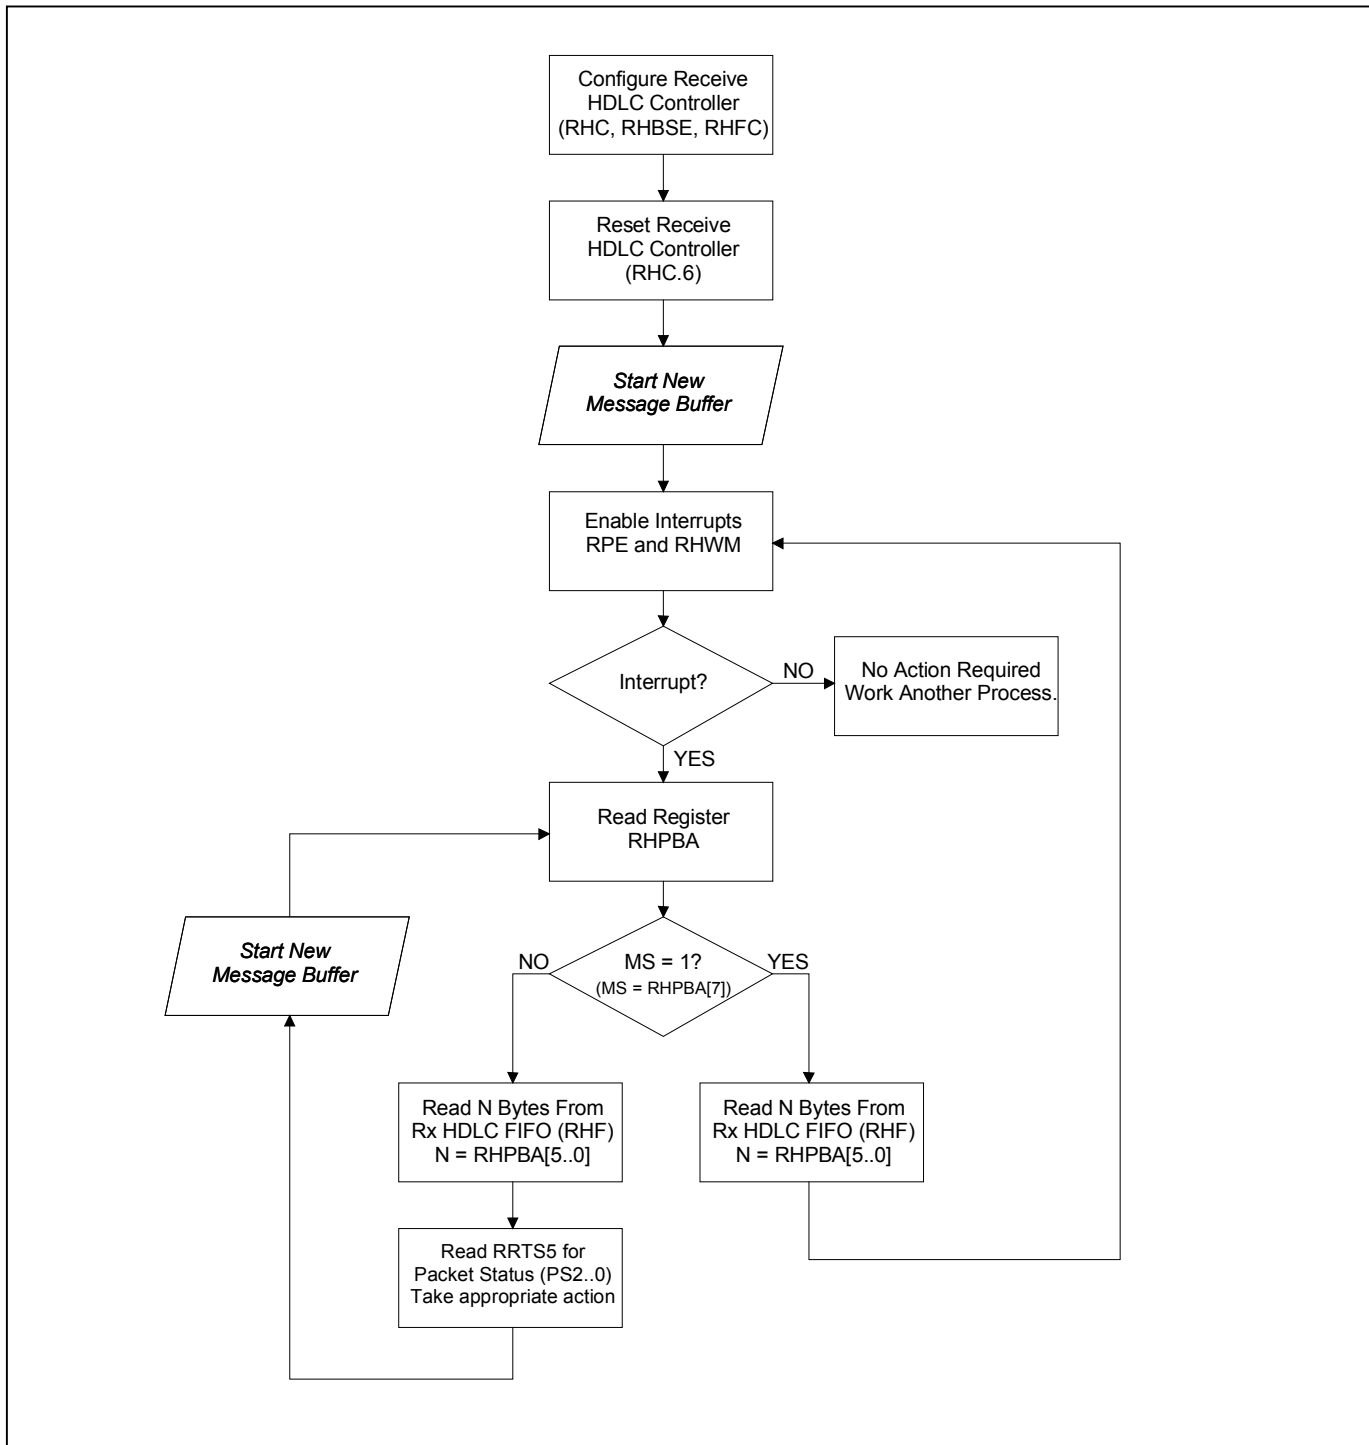 Configure Receive
HDLC Controller
(RHC, RHBSE, RHFC)
Reset Receive
HDLC Controller
(RHC.6)
Start New
Message Buffer
Enable Interrupts
RPE and RHWM
Interrupt?
NO
No Action Required
Work Another Process.
YES
Read Register
RHPBA
Start New
Message Buffer
NO
MS = 1?
(MS = RHPBA[7])
YES
Read N Bytes From
Rx HDLC FIFO (RHF)
N = RHPBA[5..0]
Read N Bytes From
Rx HDLC FIFO (RHF)
N = RHPBA[5..0]
Read RRTS5 for
Packet Status (PS2..0)
Take appropriate action